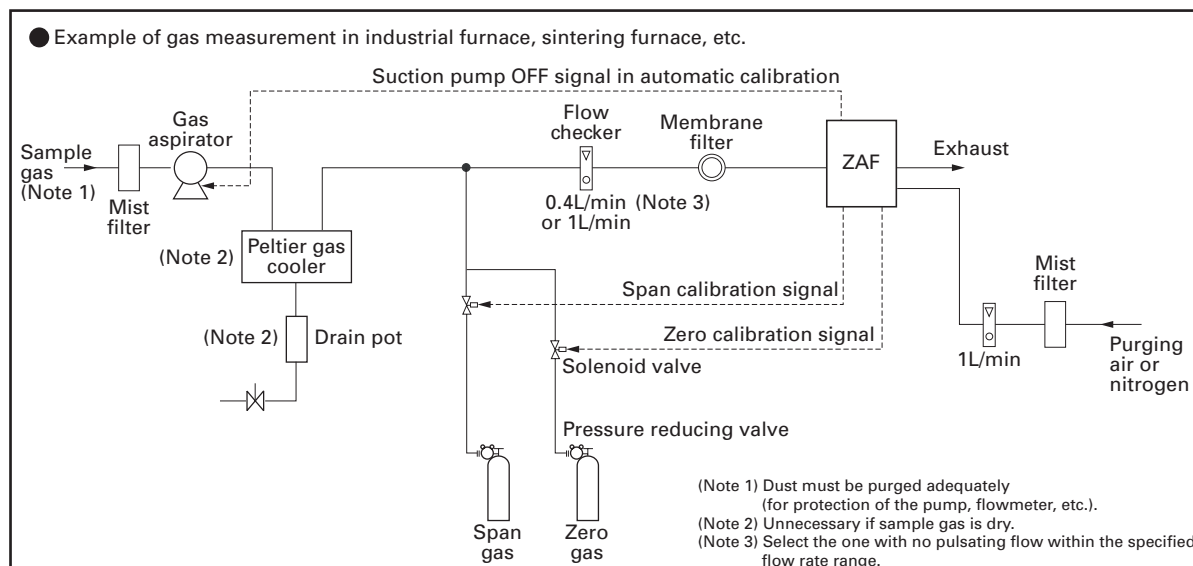 ● Example of gas measurement in industrial furnace, sintering furnace, etc.
Suction pump OFF signal in automatic calibration
Gas
aspirator
Flow
checker
Membrane
filter
Sample
gas
(Note 1)
Mist
filter
ZAF
Exhaust
0.4L/min (Note 3)
or 1L/min
(Note 2)
Peltier gas
cooler
Mist
filter
Span calibration signal
(Note 2)
Drain pot
Zero calibration signal
Solenoid valve
1L/min
Purging
air or
nitrogen
Pressure reducing valve
Span
gas
Zero
gas
(Note 1) Dust must be purged adequately
(for protection of the pump, flowmeter, etc.).
(Note 2) Unnecessary if sample gas is dry.
(Note 3) Select the one with no pulsating flow within the specified
flow rate range.